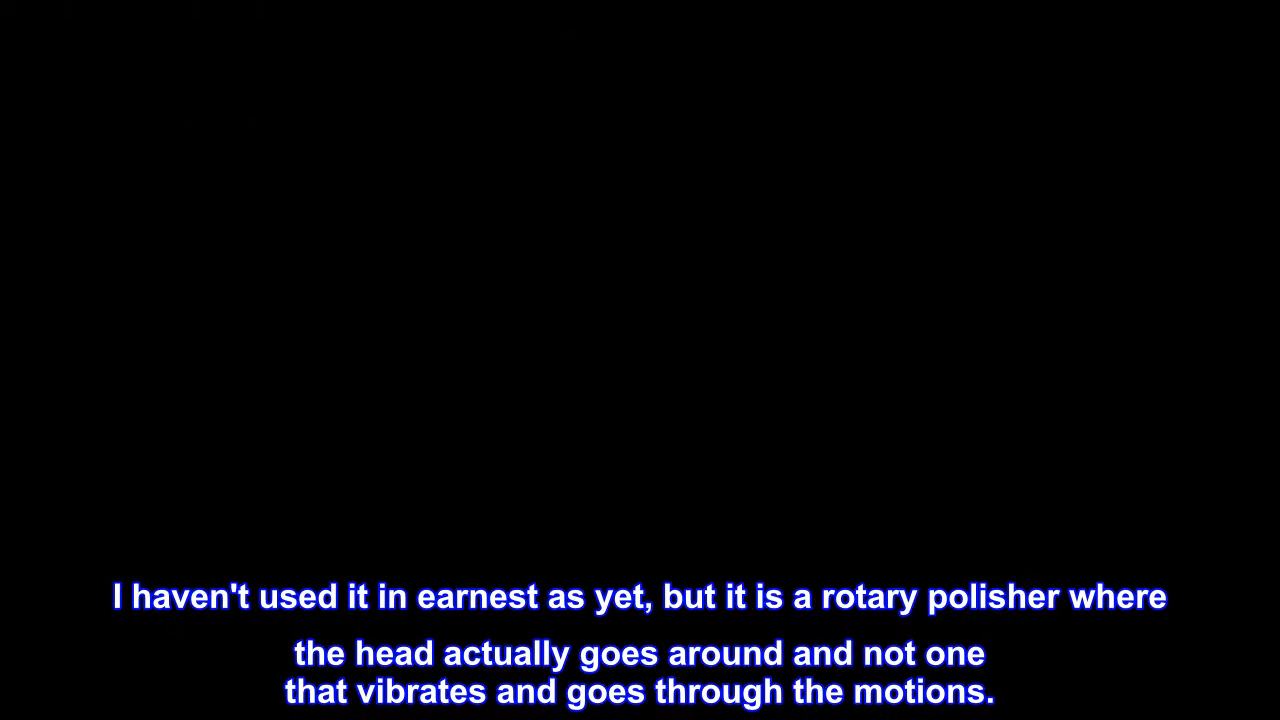 I haven't used it in earnest as yet, but it is a rotary polisher where
the head actually goes around and not one
that vibrates and goes through the motions.